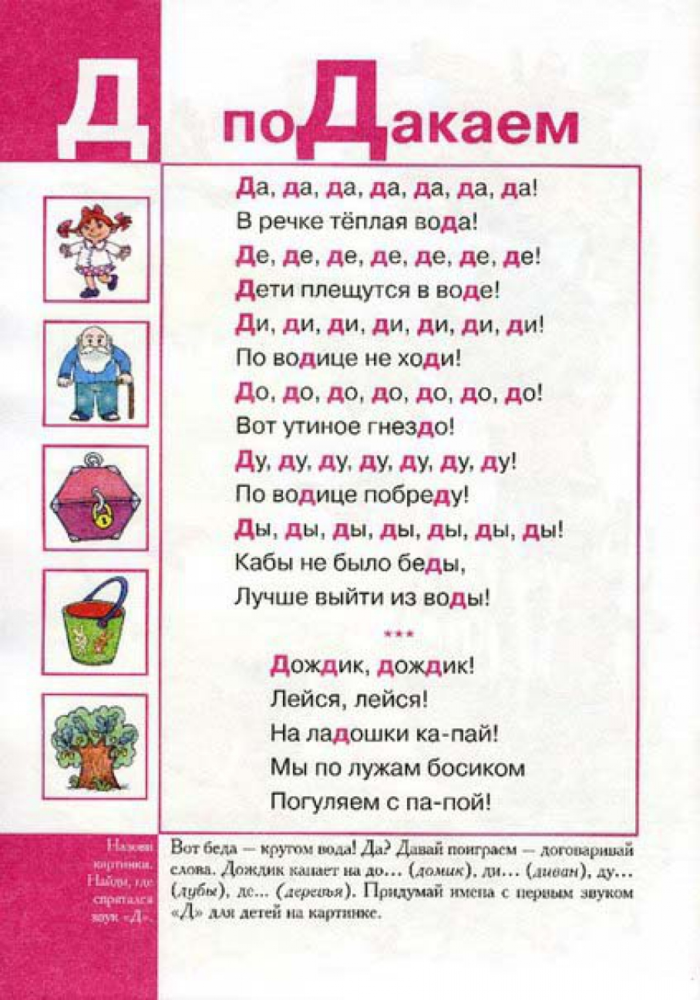 Д
поДакаем
Да, да, да, да, да, да, да!
В речке тёплая вода!
Де, де, де, де, де, де, де!
Дети плещутся в воде!
Ди, ди, ди, ди, ди, ди, ди!
По водице не ходи!
До, до, до, до, до, до, до!
Вот утиное гнездо!
Ду, ду, ду, ду, ду, ду, ду!
По водице побреду!
Ды, ды, ды, ды, ды, ды, ды!
Кабы не было беды,
Лучше выйти из воды!
***
Дождик, дождик!
Лейся, лейся!
На ладошки ка-пай!
Мы по лужам босиком
Погуляем с па-пой!
Назови
картинки.
Найди, где
спрятался
звук «Д».
Вот беда — кругом вода! Да? Давай поиграем — договаривай
слова. Дождик капает на до... (домик), ди... (диван), ду...
(дубы), де... (деревья). Придумай имена с первым звуком
«Д» для детей на картинке.